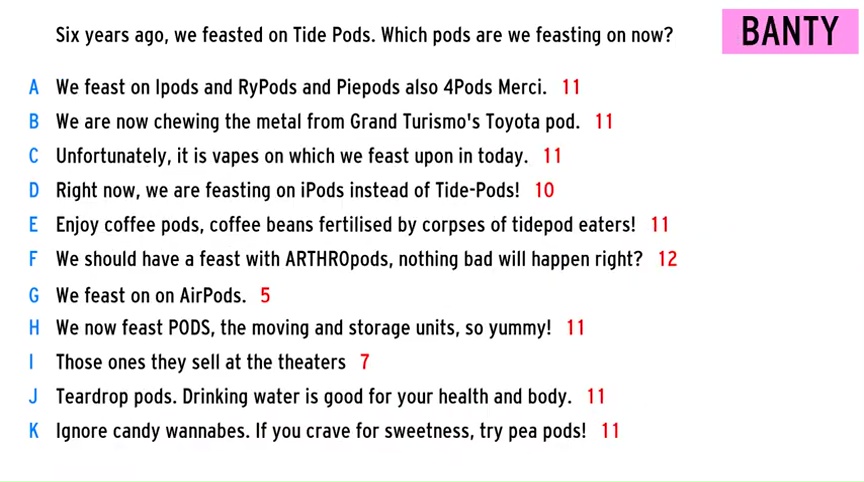 Six years ago, we feasted on Tide Pods. Which pods are we feasting on now?
BANTY
A We feast on Ipods and RyPods and Piepods also 4Pods Merci. 11
B We are now chewing the metal from Grand Turismo's Toyota pod. 11
C Unfortunately, it is vapes on which we feast upon in today. 11
D Right now, we are feasting on iPods instead of Tide-Pods! 10
E Enjoy coffee pods, coffee beans fertilised by corpses of tidepod eaters! 11
F We should have a feast with ARTHROpods, nothing bad will happen right? 12
G We feast on on AirPods. 5
H We now feast PODS, the moving and storage units, so yummy! 11
I Those ones they sell at the theaters 7
J Teardrop pods. Drinking water is good for your health and body. 11
K Ignore candy wannabes. If you crave for sweetness, try pea pods! 11